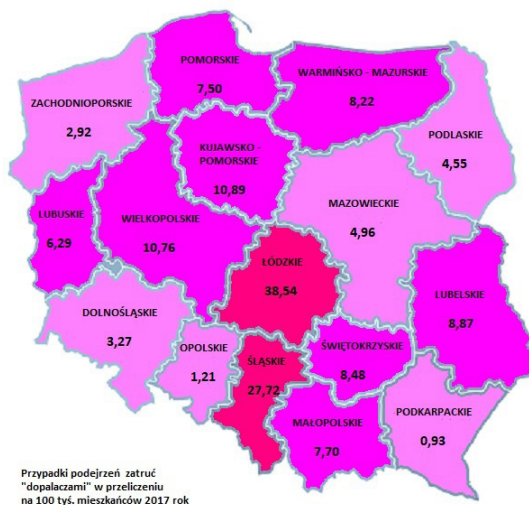 POMORSKIE
7,50
WARMIŃSKO - MAZURSKIE
8,22
ZACHODNIOPORSKIE
2,92
PODLASKIE
4,55
KUJAWSKO -
POMORSKIE
10,89
MAZOWIECKIE
4,96
LUBUSKIE
6,29
WIELKOPOLSKIE
10,76
ŁÓDZKIE
38,54
LUBELSKIE
8,87
DOLNOŚLĄSKIE
3,27
OPOLSKIE
1,21
ŚLĄSKIE
27,72
ŚWIĘTOKRZYSKIE
8,48
MAŁOPOLSKIE
7,70
PODKARPACKIE
0,93
Przypadki podejrzeń zatruć
"dopalaczami" w przeliczeniu
na 100 tyś. mieszkańców 2017 rok